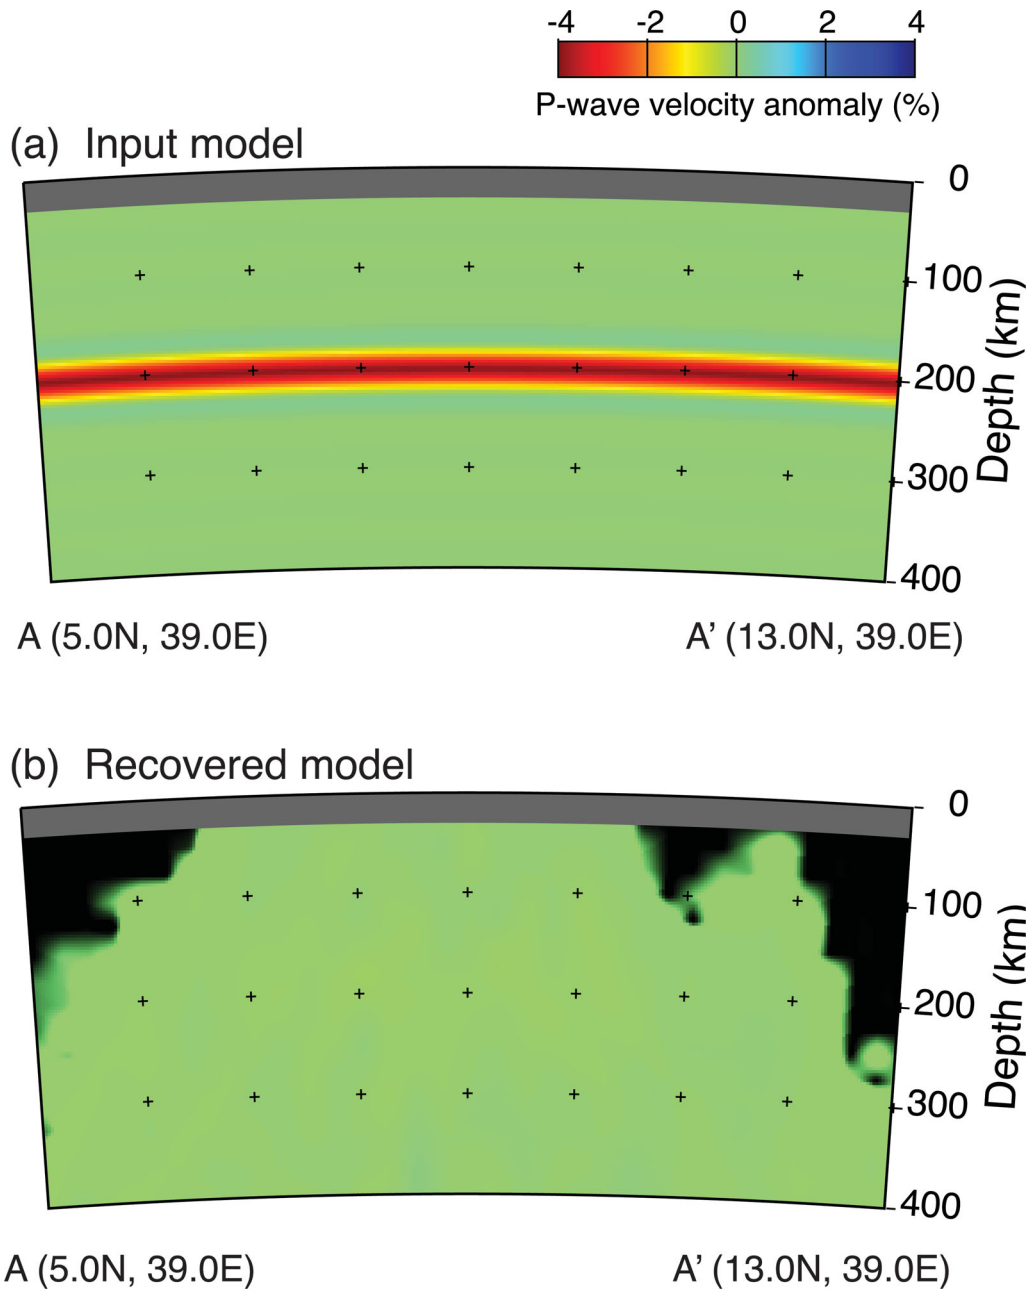 -4 -2 0 2 4
P-wave velocity anomaly (%)
(a) Input model
0
100
200
300
400
Depth (km)
A (5.0N, 39.0E)
A’ (13.0N, 39.0E)
(b) Recovered model
0
100
200
300
400
Depth (km)
A (5.0N, 39.0E)
A’ (13.0N, 39.0E)